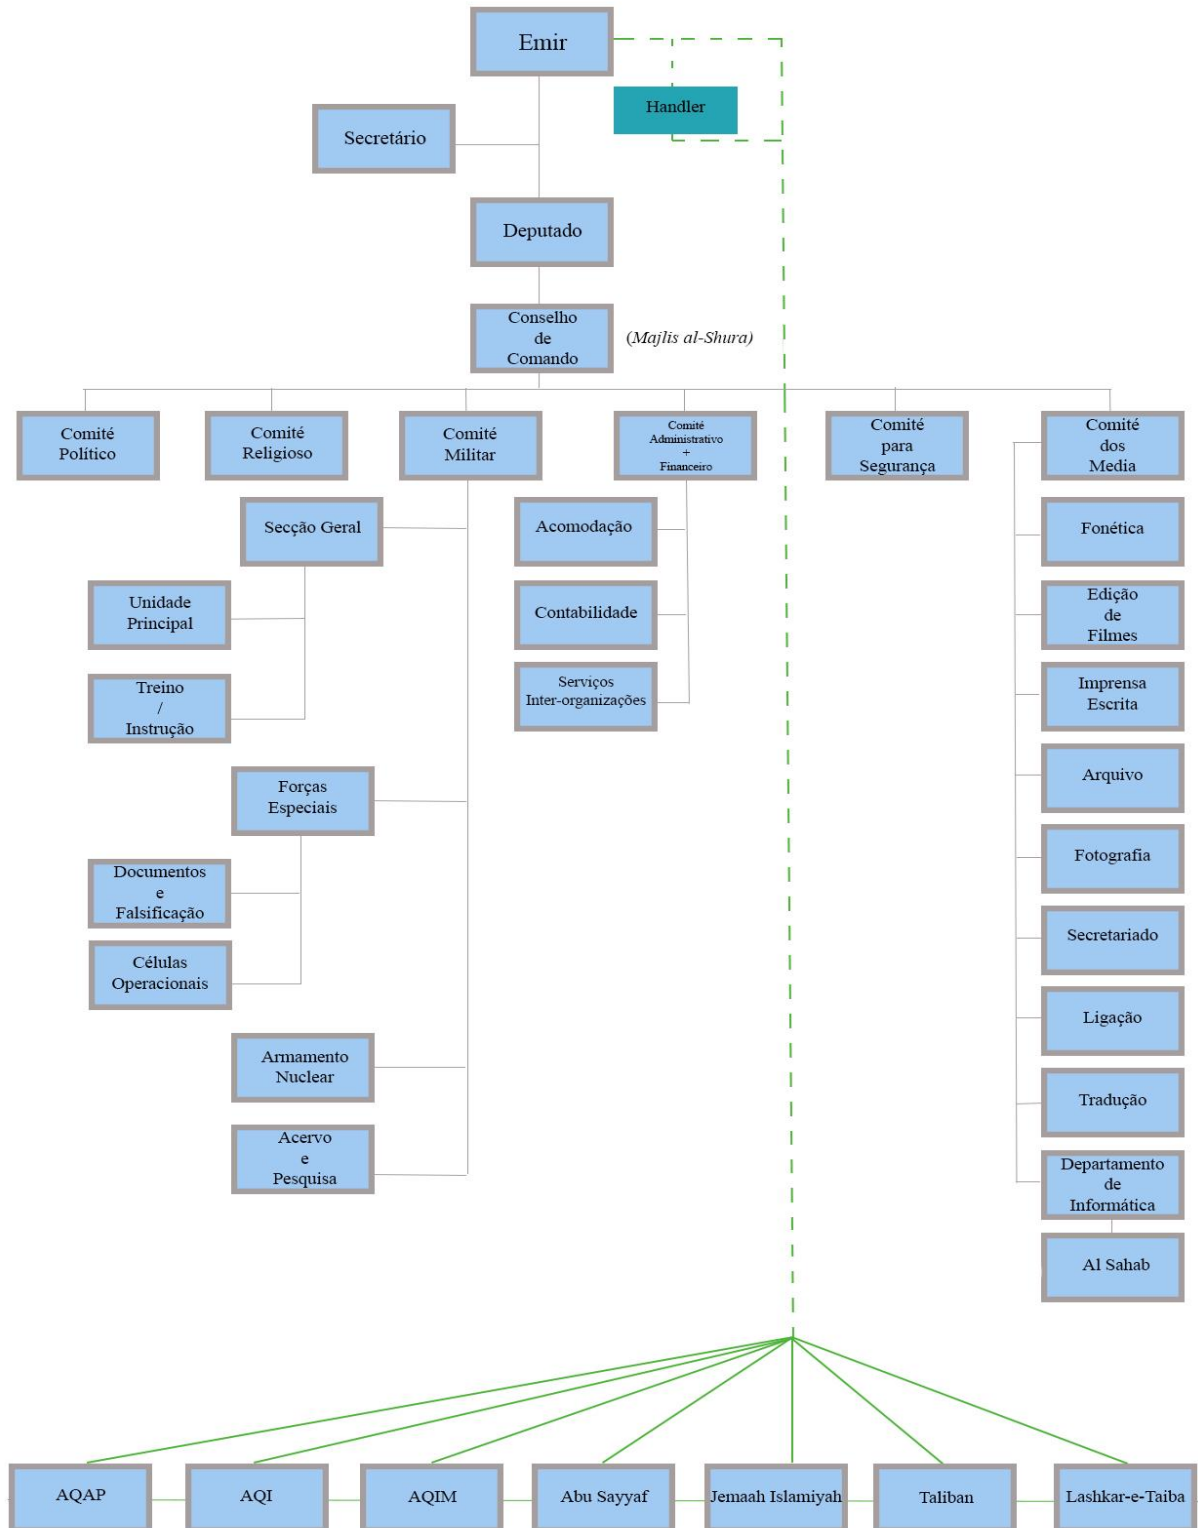 Emir
Handler
Secretário
Deputado
Conselho
de
Comando
(Majlis al-Shura)
Comité
Político
Comité
Religioso
Comité
Militar
Comité
Administrativo
+
Financeiro
Comité
para
Segurança
Comité
dos
Media
Secção Geral
Unidade
Principal
Treino
/
Instrução
Forças
Especiais
Documentos
e
Falsificação
Células
Operacionais
Armamento
Nuclear
Acervo
e
Pesquisa
Acomodação
Contabilidade
Serviços
Inter-organizações
Fonética
Edição
de
Filmes
Imprensa
Escrita
Arquivo
Fotografia
Secretariado
Ligação
Tradução
Departamento
de
Informática
Al Sahab
AQAP
AQI
AQIM
Abu Sayyaf
Jemaah Islamiyah
Taliban
Lashkar-e-Taiba